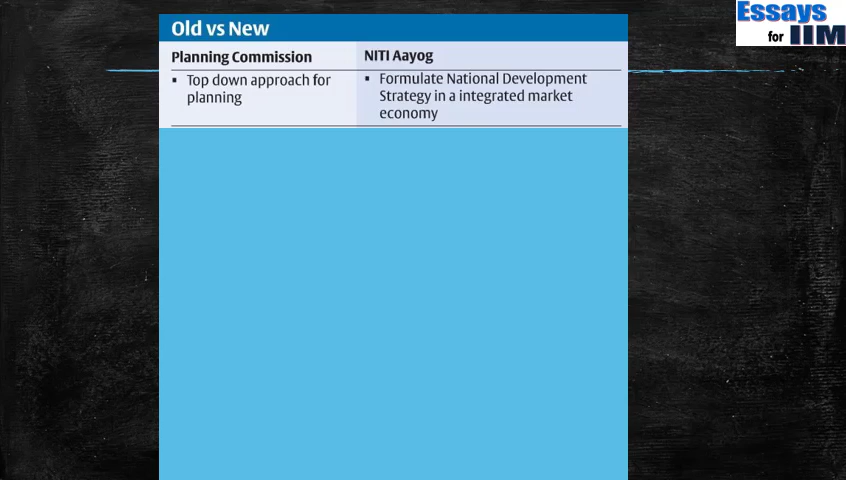 Essays
for IIM
Old vs New
Planning Commission
NITI Aayog
▪ Top down approach for
planning
▪ Formulate National Development
Strategy in a integrated market
economy